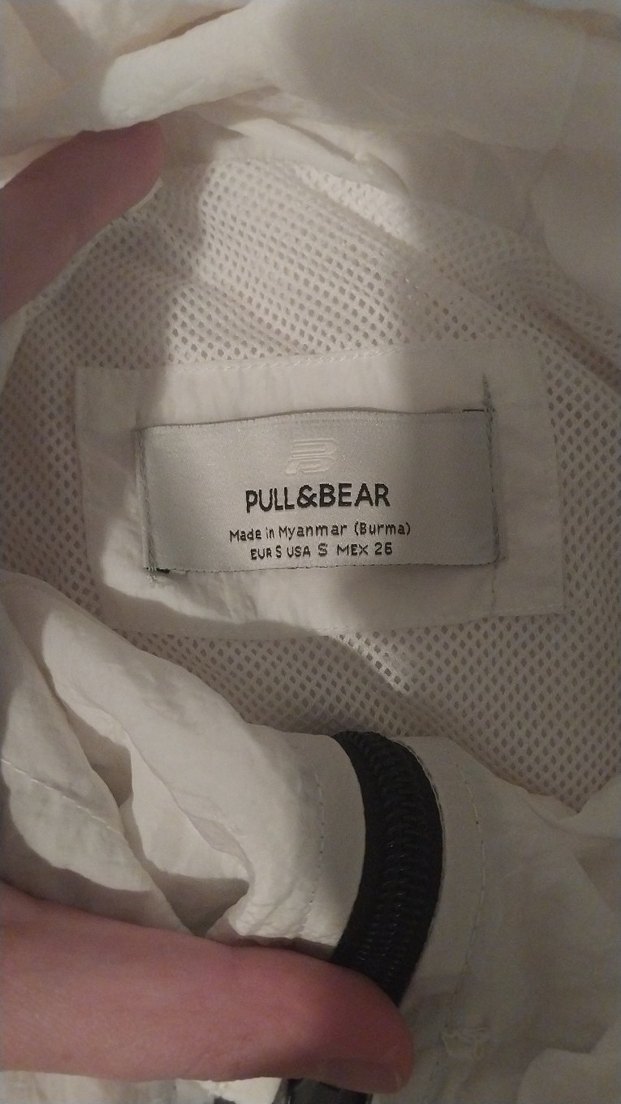 PULL&BEAR
Made in Myanmar (Burma)
EUR S USA S MEX 26